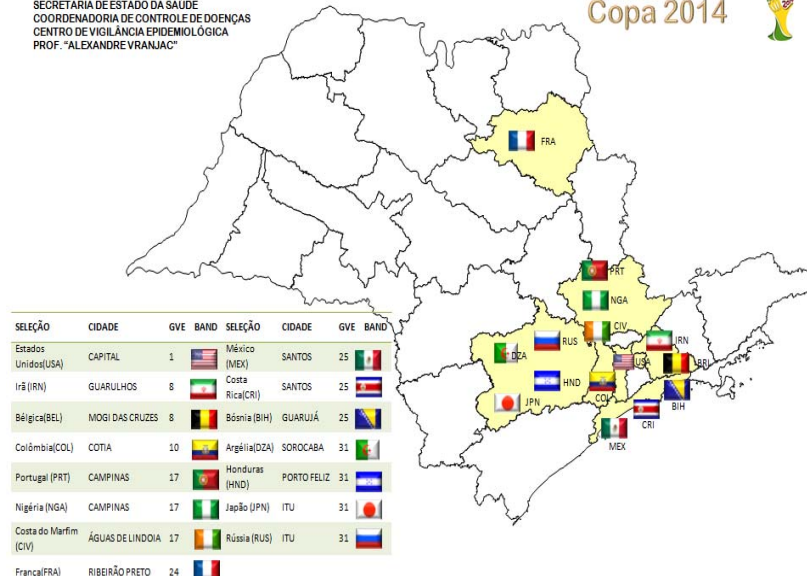 SECRETARIA DE ESTADO DA SAÚDE
COORDENADORIA DE CONTROLE DE DOENÇAS
CENTRO DE VIGILÂNCIA EPIDEMIOLÓGICA
PROF. "ALEXANDRE VRANJAC"
Copa 2014
FRA
PRT
NGA
CIV
RUS
IRN
DZA
USA
BRL
HND
COL
BIH
JPN
CRI
MEX
SELEÇÃO CIDADE GVE BAND SELEÇÃO CIDADE GVE BAND
Estados Unidos(USA) CAPITAL 1 México (MEX) SANTOS 25
Irã (IRN) GUARULHOS 8 Costa Rica(CRI) SANTOS 25
Bélgica(BEL) MOGI DAS CRUZES 8 Bósnia (BIH) GUARUJÁ 25
Colômbia(COL) COTIA 10 Argélia(DZA) SOROCABA 31
Portugal (PRT) CAMPINAS 17 Honduras (HND) PORTO FELIZ 31
Nigéria (NGA) CAMPINAS 17 Japão (JPN) ITU 31
Costa do Marfim (CIV) ÁGUAS DE LINDOIA 17 Rússia (RUS) ITU 31
França(FRA) RIBEIRÃO PRETO 24